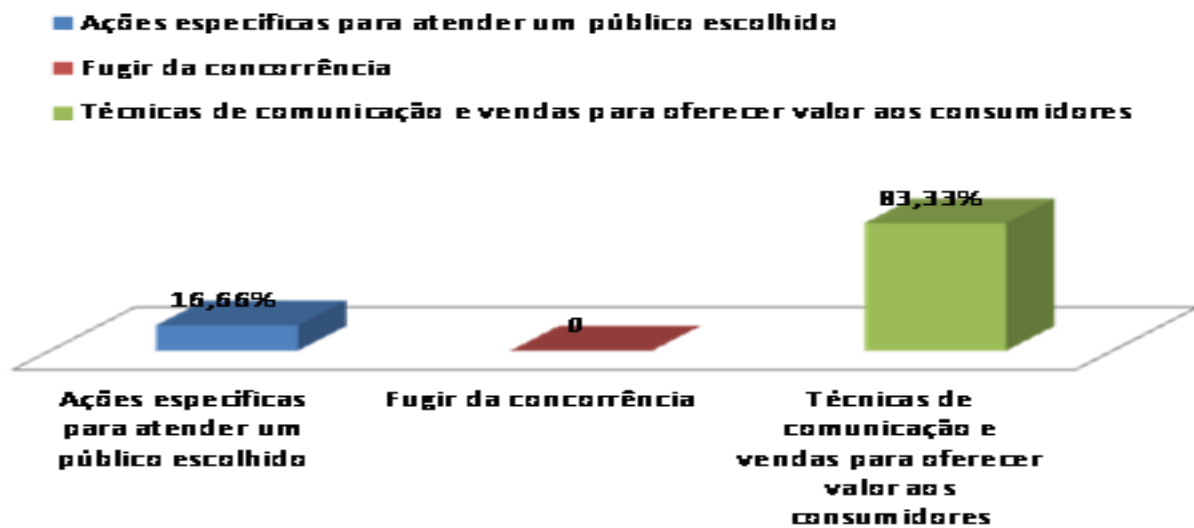 Ações específicas para atender um público escolhido
Fugir da concorrência
Técnicas de comunicação e vendas para oferecer valor aos consumidores
83,33%
16,66%
0
Ações específicas
para atender um
público escolhido
Fugir da concorrência
Técnicas de
comunicação e
vendas para oferecer
valor aos
consumidores